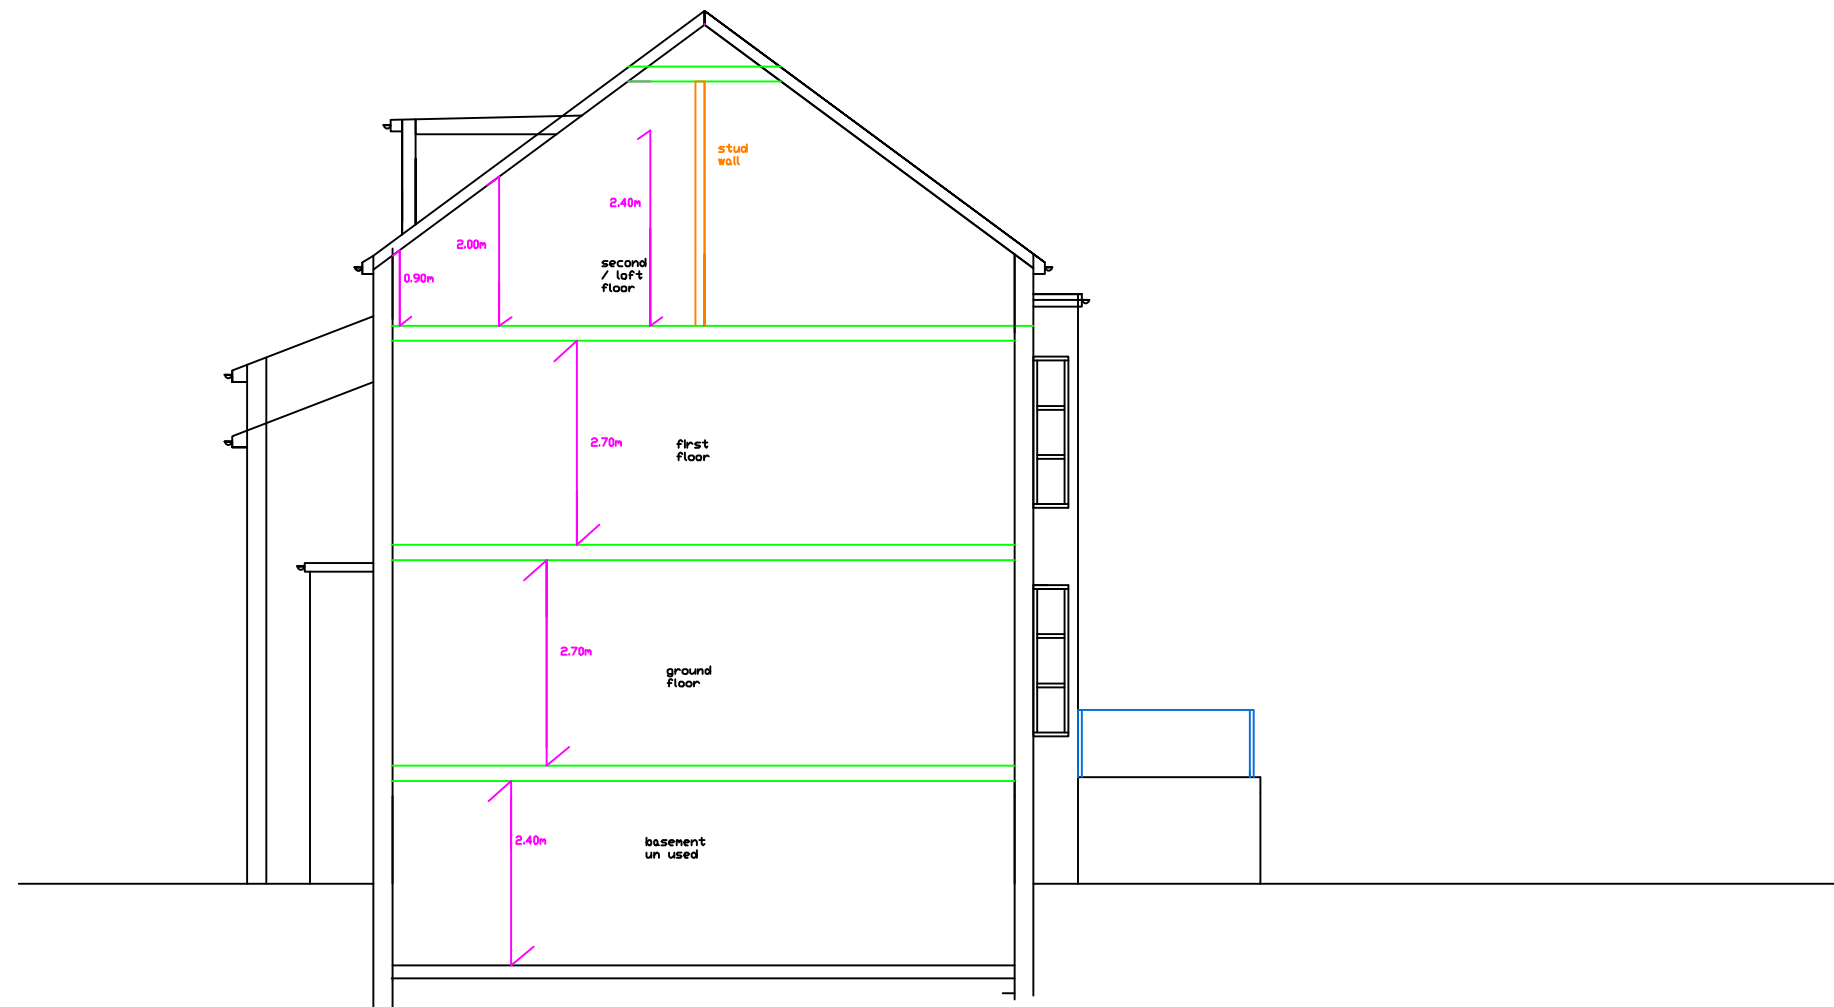 stud
wall
2.40m
2.00m
second
/ loft
floor
0.90m
2.70m
first
floor
2.70m
ground
floor
2.40m
basement
un used